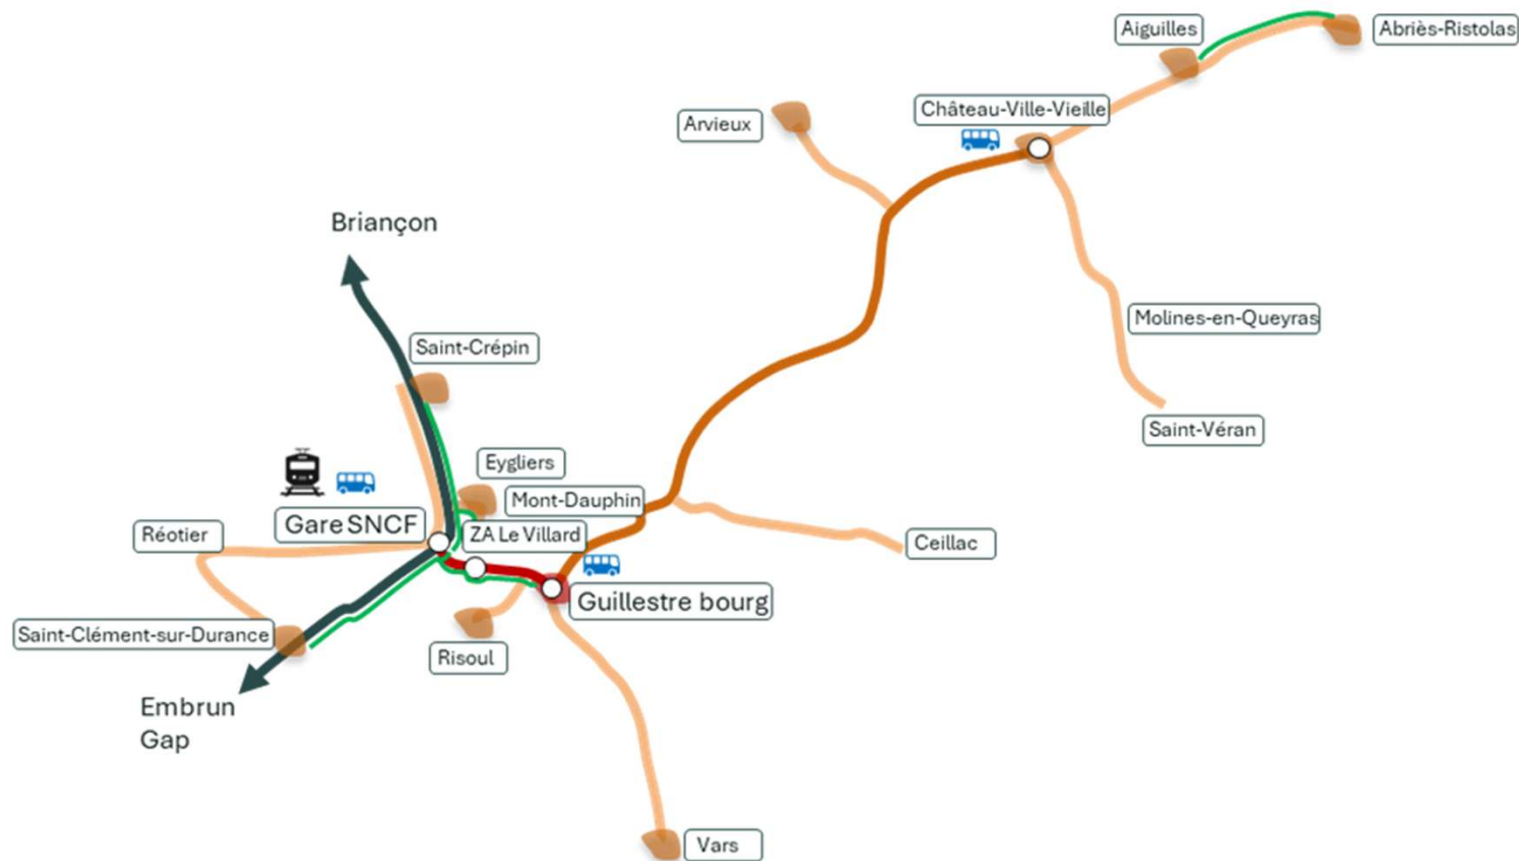 Aiguilles
Abriès-Ristolas
Château-Ville-Vieille
Arvieux
Briançon
Molines-en-Queyras
Saint-Crépin
Saint-Véran
Eygliers
Mont-Dauphin
Gare SNCF
Réotier
ZA Le Villard
Ceillac
Guillestre bourg
Saint-Clément-sur-Durance
Risoul
Embrun
Gap
Vars